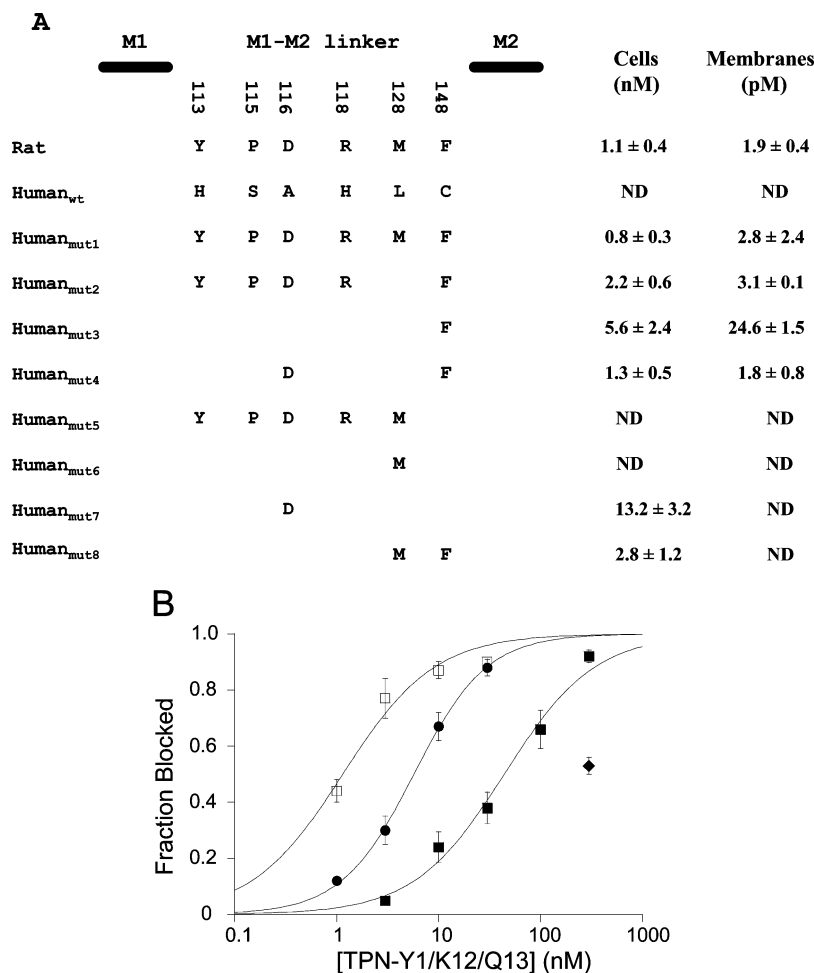 A
M1 M1-M2 linker M2
Cells Membranes
(nM) (pM)
113 115 116 118 128 148
Rat Y P D R M F 1.1 ± 0.4 1.9 ± 0.4
Humanwt H S A H L C ND ND
Humanmut1 Y P D R M F 0.8 ± 0.3 2.8 ± 2.4
Humanmut2 Y P D R F 2.2 ± 0.6 3.1 ± 0.1
Humanmut3 F 5.6 ± 2.4 24.6 ± 1.5
Humanmut4 D F 1.3 ± 0.5 1.8 ± 0.8
Humanmut5 Y P D R M ND ND
Humanmut6 M ND ND
Humanmut7 D 13.2 ± 3.2 ND
Humanmut8 M F 2.8 ± 1.2 ND
B
1.0
0.8
0.6
0.4
0.2
0
Fraction Blocked
0.1 1 10 100 1000
[TPN-Y1/K12/Q13] (nM)